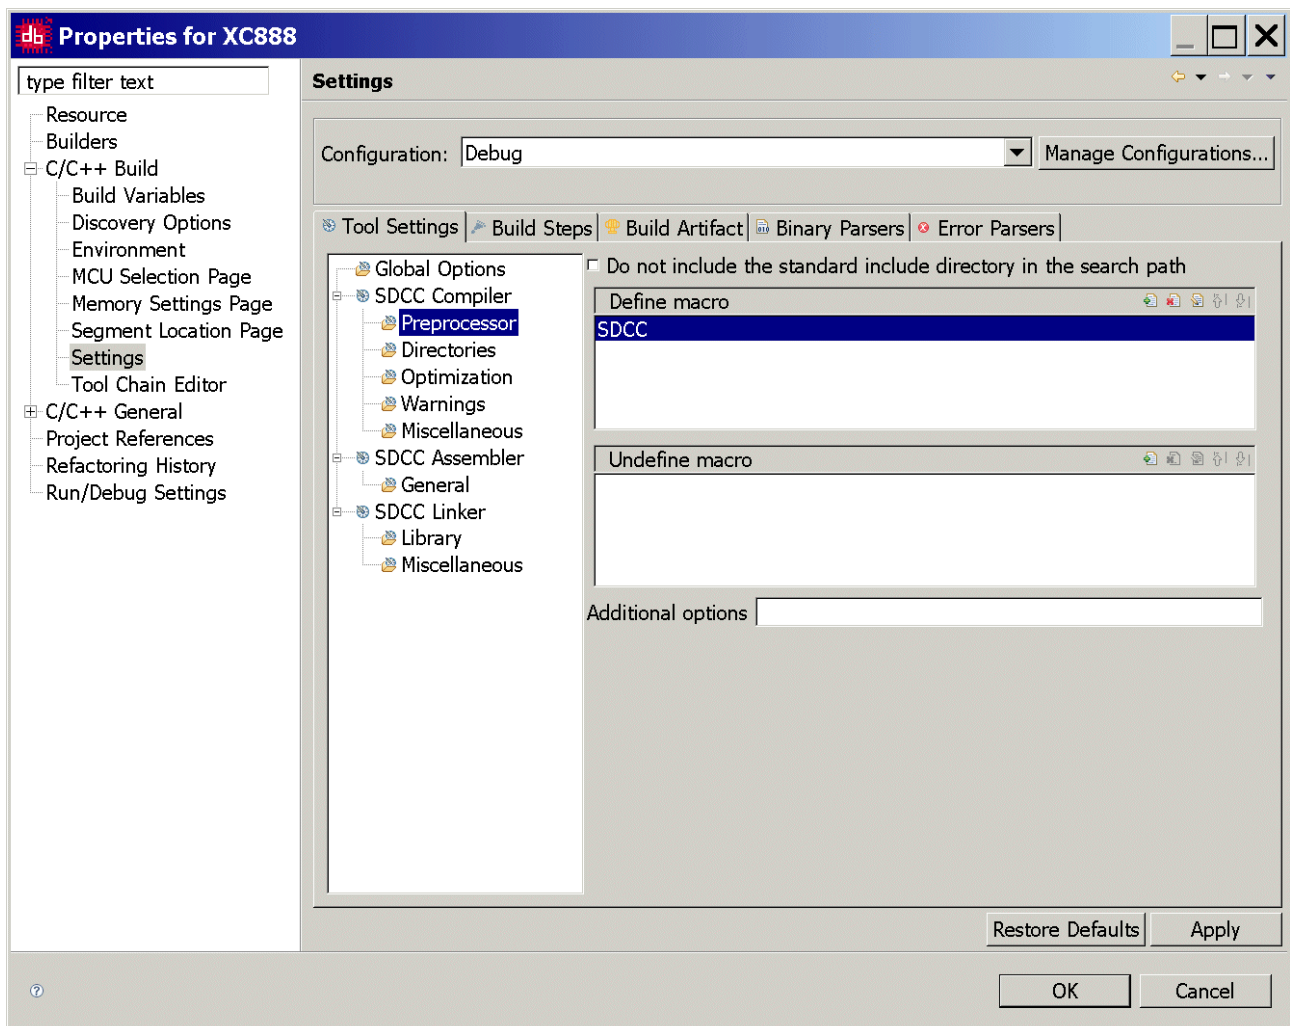 Properties for XC888
type filter text
Resource
Builders
C/C++ Build
Build Variables
Discovery Options
Environment
MCU Selection Page
Memory Settings Page
Segment Location Page
Settings
Tool Chain Editor
C/C++ General
Project References
Refactoring History
Run/Debug Settings
Settings
Configuration: Debug Manage Configurations...
Tool Settings Build Steps Build Artifact Binary Parsers Error Parsers
Global Options
SDCC Compiler
Preprocessor
Directories
Optimization
Warnings
Miscellaneous
SDCC Assembler
General
SDCC Linker
Library
Miscellaneous
Do not include the standard include directory in the search path
Define macro
SDCC
Undefine macro
Additional options
Restore Defaults Apply
OK Cancel